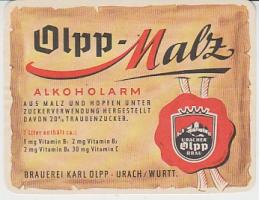 Olpp-Malz
ALKOHOLARM
AUS MALZ UND HOPFEN UNTER
ZUCKERVERWENDUNG HERGESTELLT
DAVON 20% TRAUBENZUCKER.
1 Liter enthält ca.:
1 mg Vitamin B₁ 2 mg Vitamin B₂
2 mg Vitamin B₆ 30 mg Vitamin C
URACHER
Olpp
BRÄU
BRAUEREI KARL OLPP · URACH/WÜRTT.